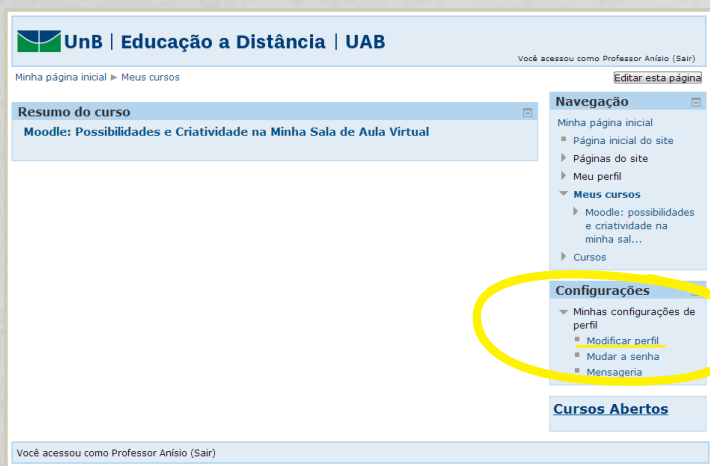 UnB | Educação a Distância | UAB
Você acessou como Professor Anísio (Sair)
Minha página inicial ► Meus cursos
Editar esta página
Resumo do curso
Moodle: Possibilidades e Criatividade na Minha Sala de Aula Virtual
Navegação
Minha página inicial
Página inicial do site
Páginas do site
Meu perfil
Meus cursos
Moodle: possibilidades
e criatividade na
minha sal...
Cursos
Configurações
Minhas configurações de
perfil
Modificar perfil
Mudar a senha
Mensageria
Cursos Abertos
Você acessou como Professor Anísio (Sair)